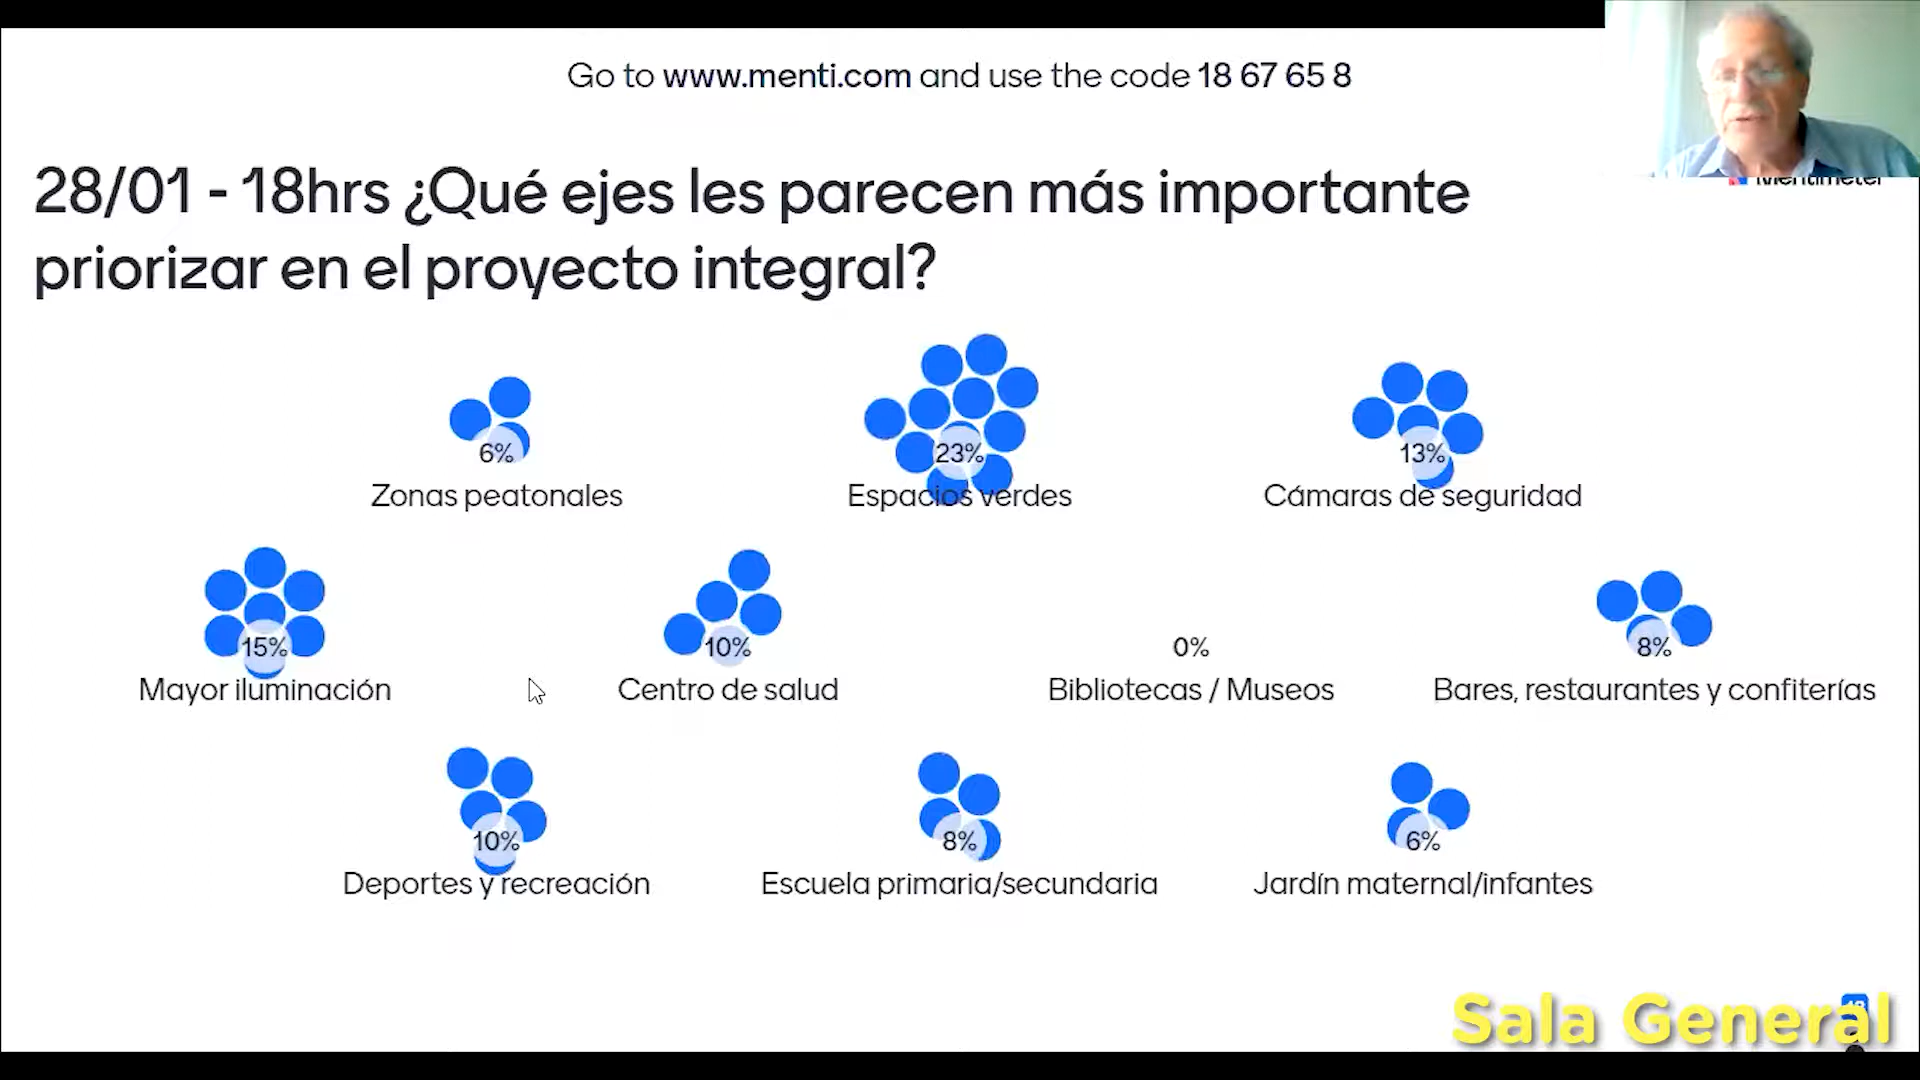 Go to www.menti.com and use the code 18 67 65 8
Mentimeter
28/01 - 18hrs ¿Qué ejes les parecen más importante
priorizar en el proyecto integral?
6%
23%
13%
Zonas peatonales
Espacios verdes
Cámaras de seguridad
15%
10%
0%
8%
Mayor iluminación
Centro de salud
Bibliotecas / Museos
Bares, restaurantes y confiterías
10%
8%
6%
Deportes y recreación
Escuela primaria/secundaria
Jardín maternal/infantes
Sala General